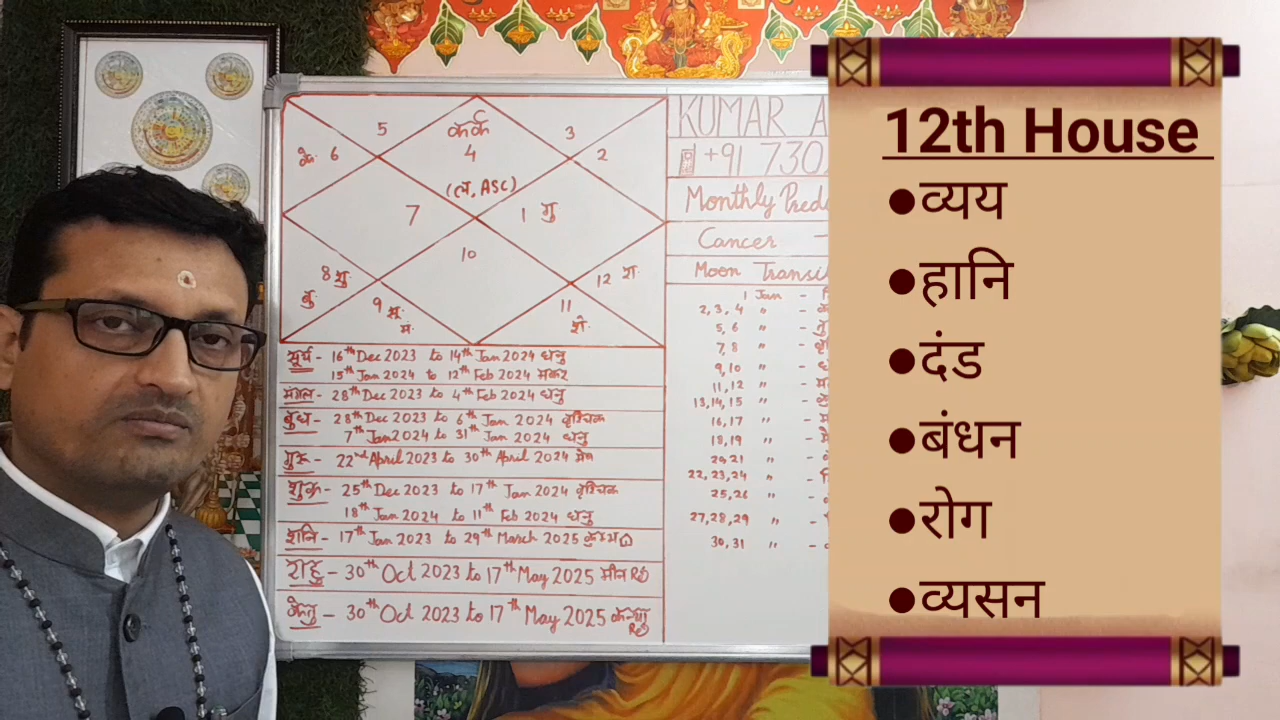 5
कर्क
3
के. 6
4
2
(ल, ASC)
7
1 गु
10
8 शु
बु
12 रा.
9 सू
मं.
11
श.
सूर्य - 16th Dec 2023 to 14th Jan 2024 धनु
15th Jan 2024 to 12th Feb 2024 मकर
मंगल - 28th Dec 2023 to 4th Feb 2024 धनु
बुध - 28th Dec 2023 to 6th Jan 2024 वृश्चिक
7th Jan 2024 to 31st Jan 2024 धनु
गुरू - 22nd April 2023 to 30th April 2024 मेष
शुक्र - 25th Dec 2023 to 17th Jan 2024 वृश्चिक
18th Jan 2024 to 11th Feb 2024 धनु
शनि - 17th Jan 2023 to 29th March 2025 कुम्भ
राहु - 30th Oct 2023 to 17th May 2025 मीन
केतु - 30th Oct 2023 to 17th May 2025 कन्या
KUMAR A
+91 730
Monthly Pred
Cancer -
Moon Transi
1 Jan -
2, 3, 4 " -
5, 6 " -
7, 8 " -
9, 10 " -
11, 12 " -
13, 14, 15 " -
16, 17 " -
18, 19 " -
20, 21 " -
22, 23, 24 " -
25, 26 " -
27, 28, 29 " -
30, 31 " -
12th House
●व्यय
●हानि
●दंड
●बंधन
●रोग
●व्यसन